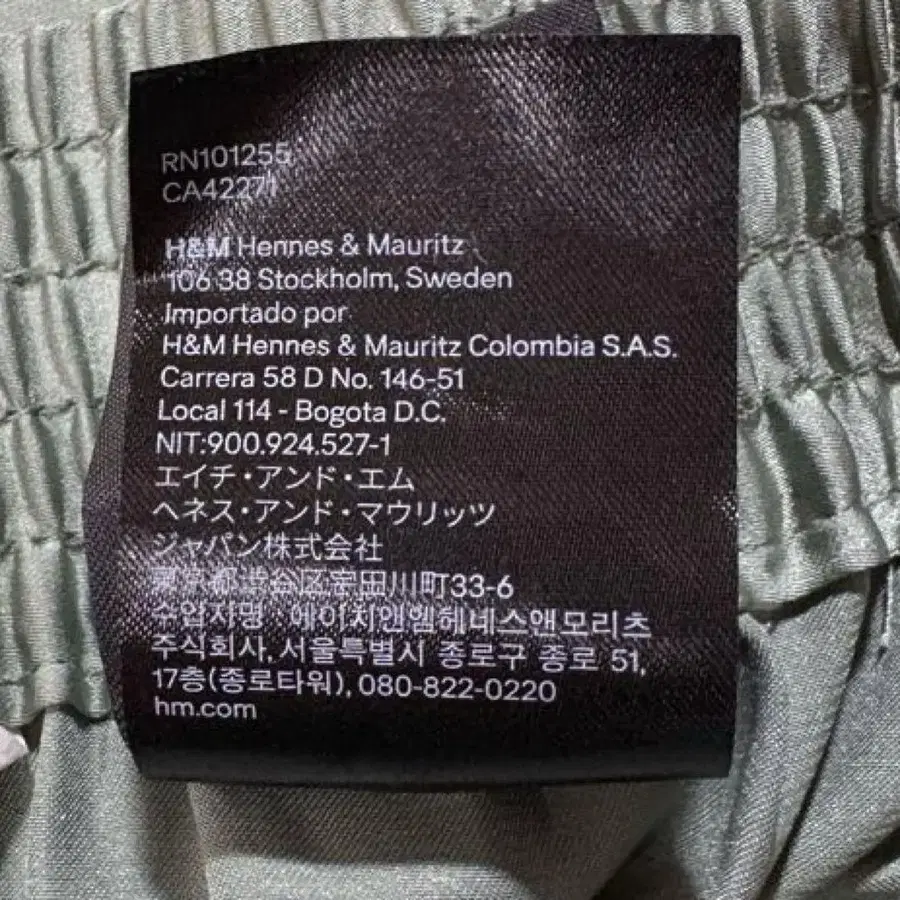 RN101255
CA42271
H&M Hennes & Mauritz
106 38 Stockholm, Sweden
Importado por
H&M Hennes & Mauritz Colombia S.A.S.
Carrera 58 D No. 146-51
Local 114 - Bogota D.C.
NIT:900.924.527-1
エイチ・アンド・エム
ヘネス・アンド・マウリッツ
ジャパン株式会社
東京都渋谷区宇田川町33-6
수입자명 에이치앤엠헤네스앤모리츠
주식회사, 서울특별시 종로구 종로 51,
17층(종로타워), 080-822-0220
hm.com